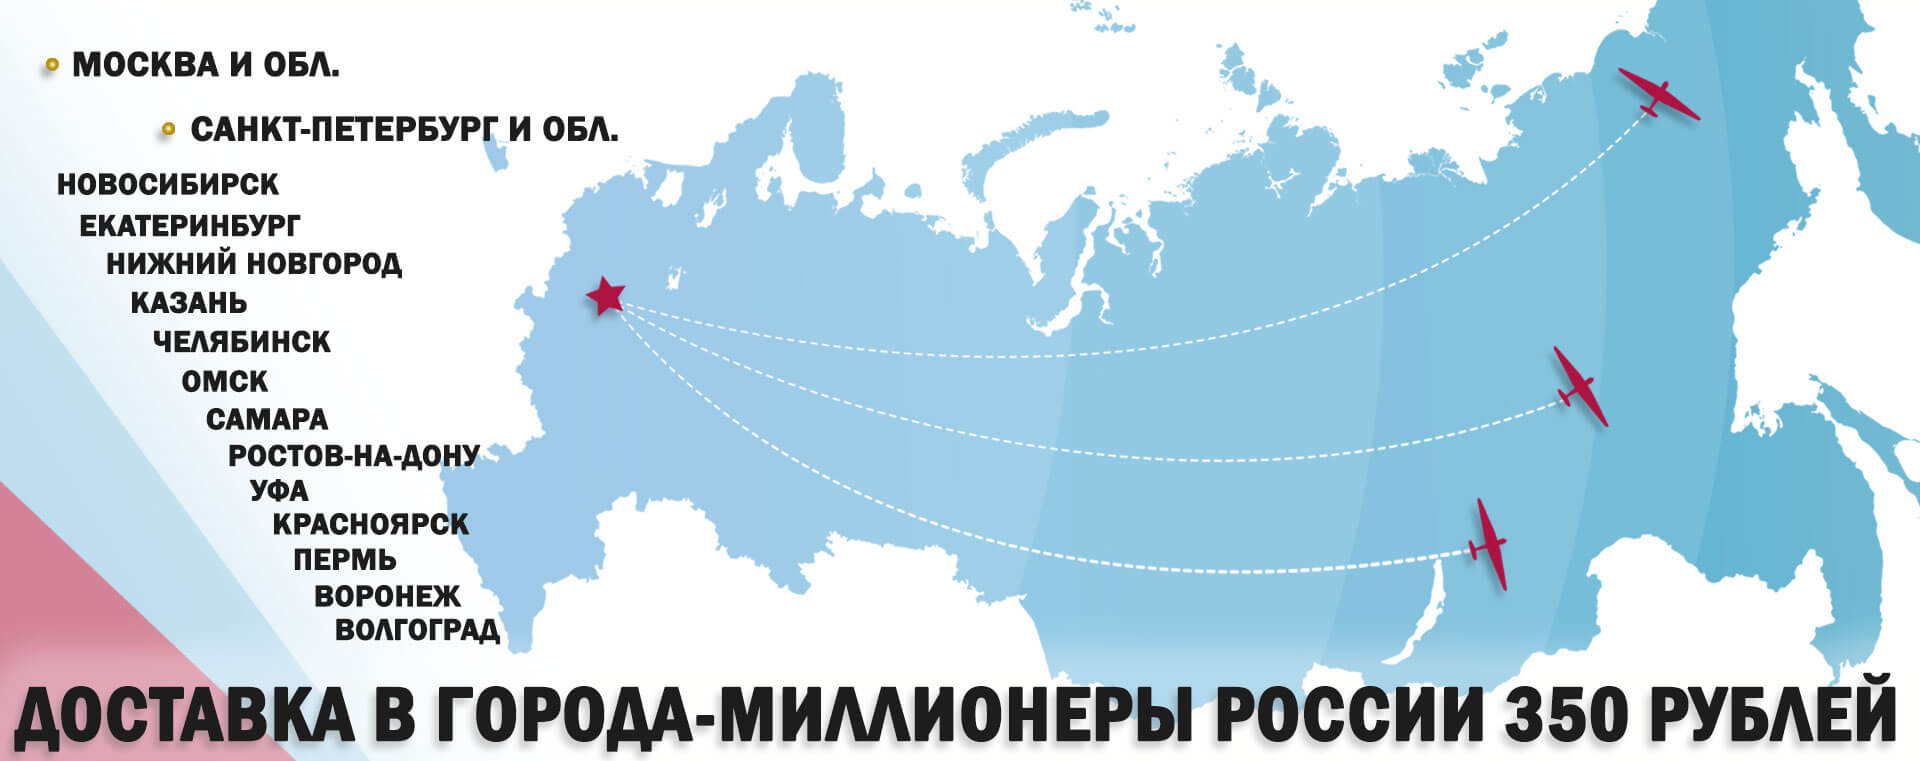 МОСКВА И ОБЛ.
САНКТ-ПЕТЕРБУРГ И ОБЛ.
НОВОСИБИРСК
ЕКАТЕРИНБУРГ
НИЖНИЙ НОВГОРОД
КАЗАНЬ
ЧЕЛЯБИНСК
ОМСК
САМАРА
РОСТОВ-НА-ДОНУ
УФА
КРАСНОЯРСК
ПЕРМЬ
ВОРОНЕЖ
ВОЛГОГРАД
ДОСТАВКА В ГОРОДА-МИЛЛИОНЕРЫ РОССИИ 350 РУБЛЕЙ